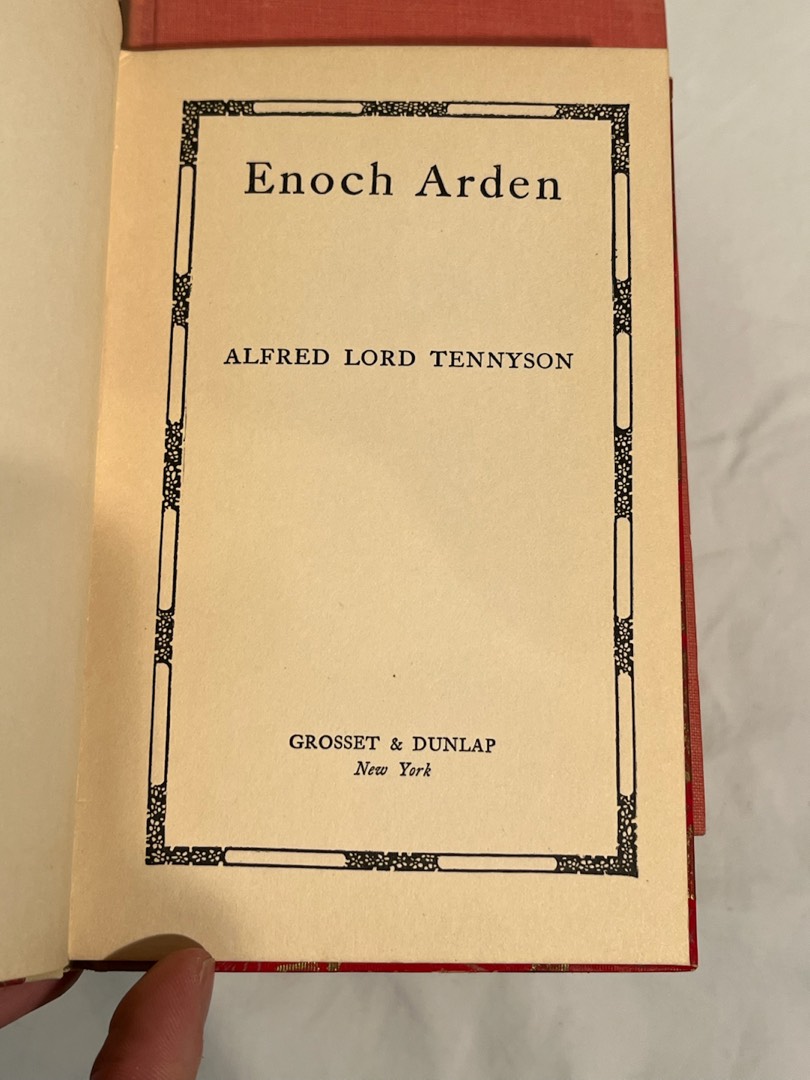 Enoch Arden
ALFRED LORD TENNYSON
GROSSET & DUNLAP
New York